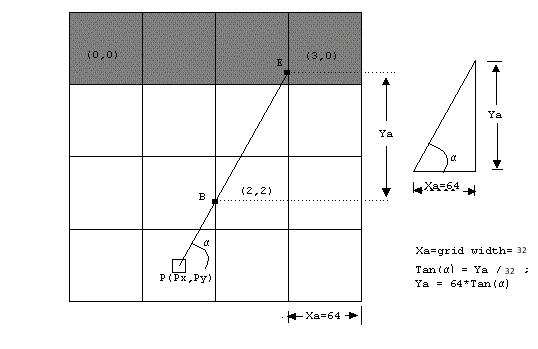 (0,0)
E
(3,0)
Ya
Ya
α
Xa=64
B
(2,2)
α
P(Px,Py)
Xa=grid width= 32
Tan(α) = Ya / 32 ;
Ya = 64*Tan(α)
Xa=64